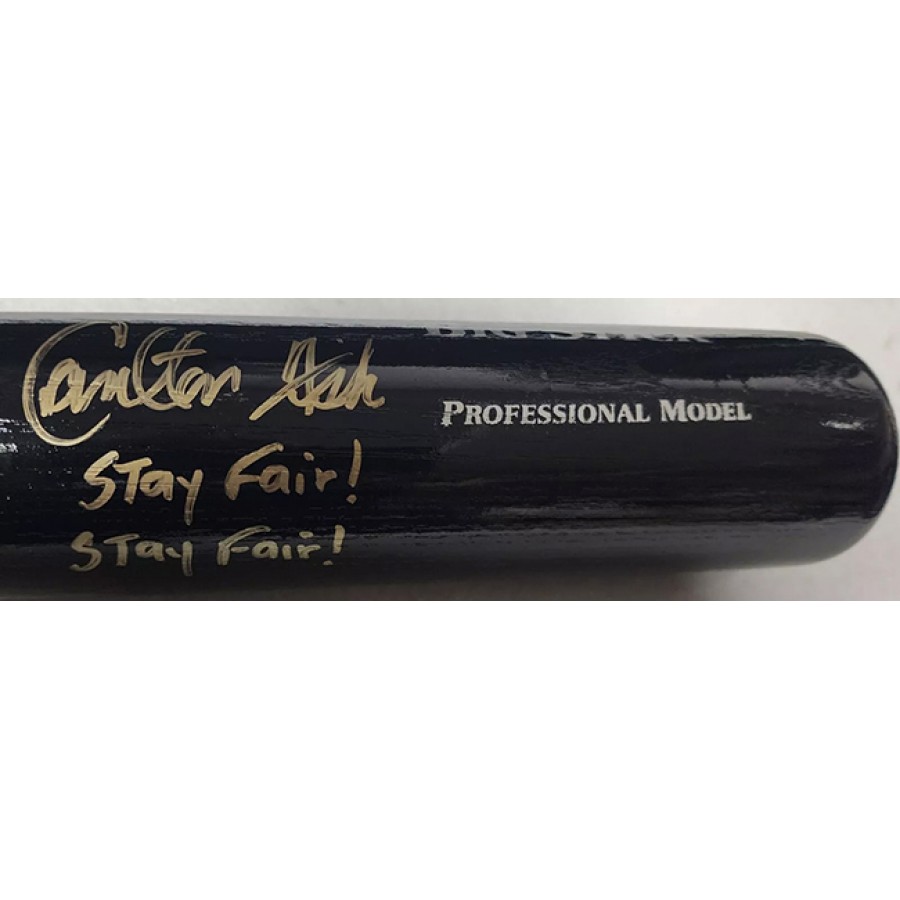 Carlton Fisk
Stay Fair!
Stay Fair!
PROFESSIONAL MODEL